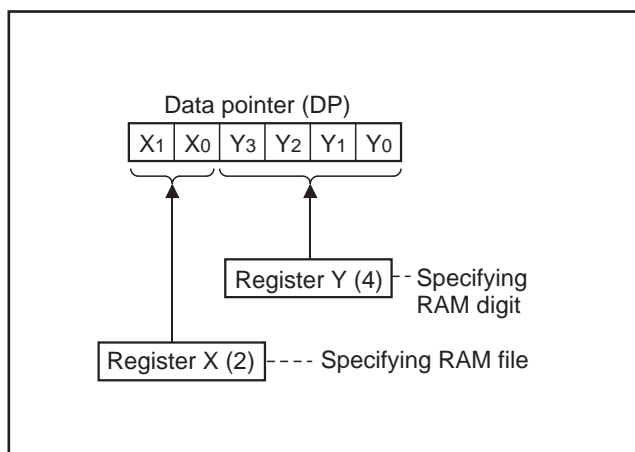 Data pointer (DP)
X1 X0 Y3 Y2 Y1 Y0
Register Y (4)
Specifying
RAM digit
Register X (2)
Specifying RAM file